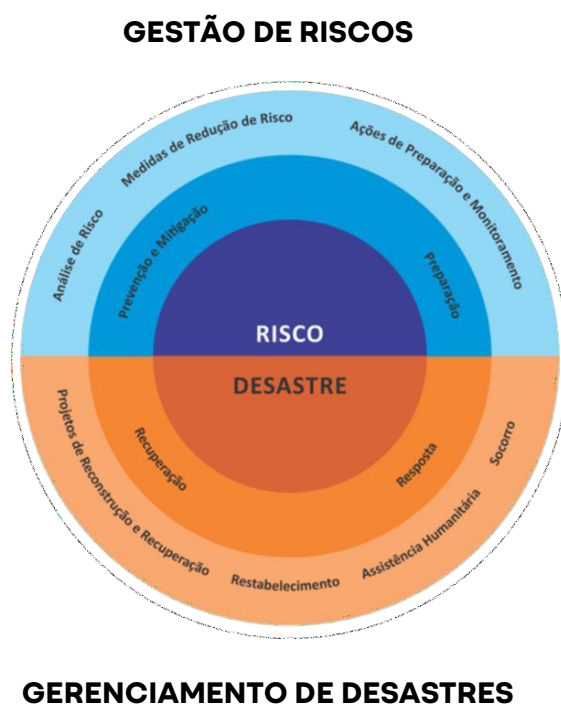 GESTÃO DE RISCOS
Análise de Risco
Medidas de Redução de Risco
Ações de Preparação e Monitoramento
Prevenção e Mitigação
Preparação
RISCO
DESASTRE
Recuperação
Resposta
Projetos de Reconstrução e Recuperação
Restabelecimento
Assistência Humanitária
Socorro
GERENCIAMENTO DE DESASTRES